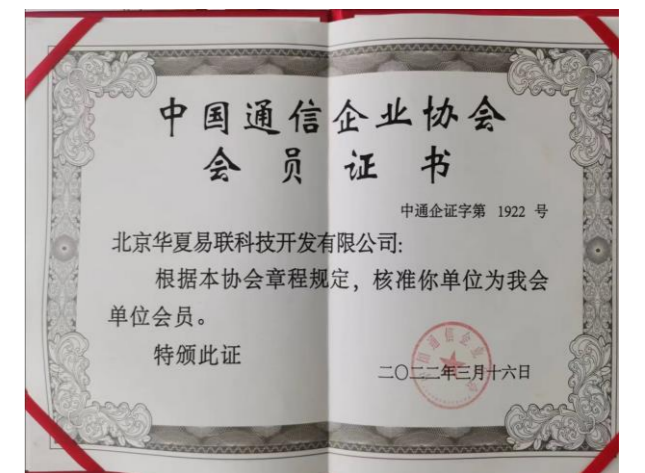 中国通信企业协会
会员证书
中通企证字第 1922 号
北京华夏易联科技开发有限公司:
根据本协会章程规定，核准你单位为我会
单位会员。
特颁此证
二〇二二年三月十六日